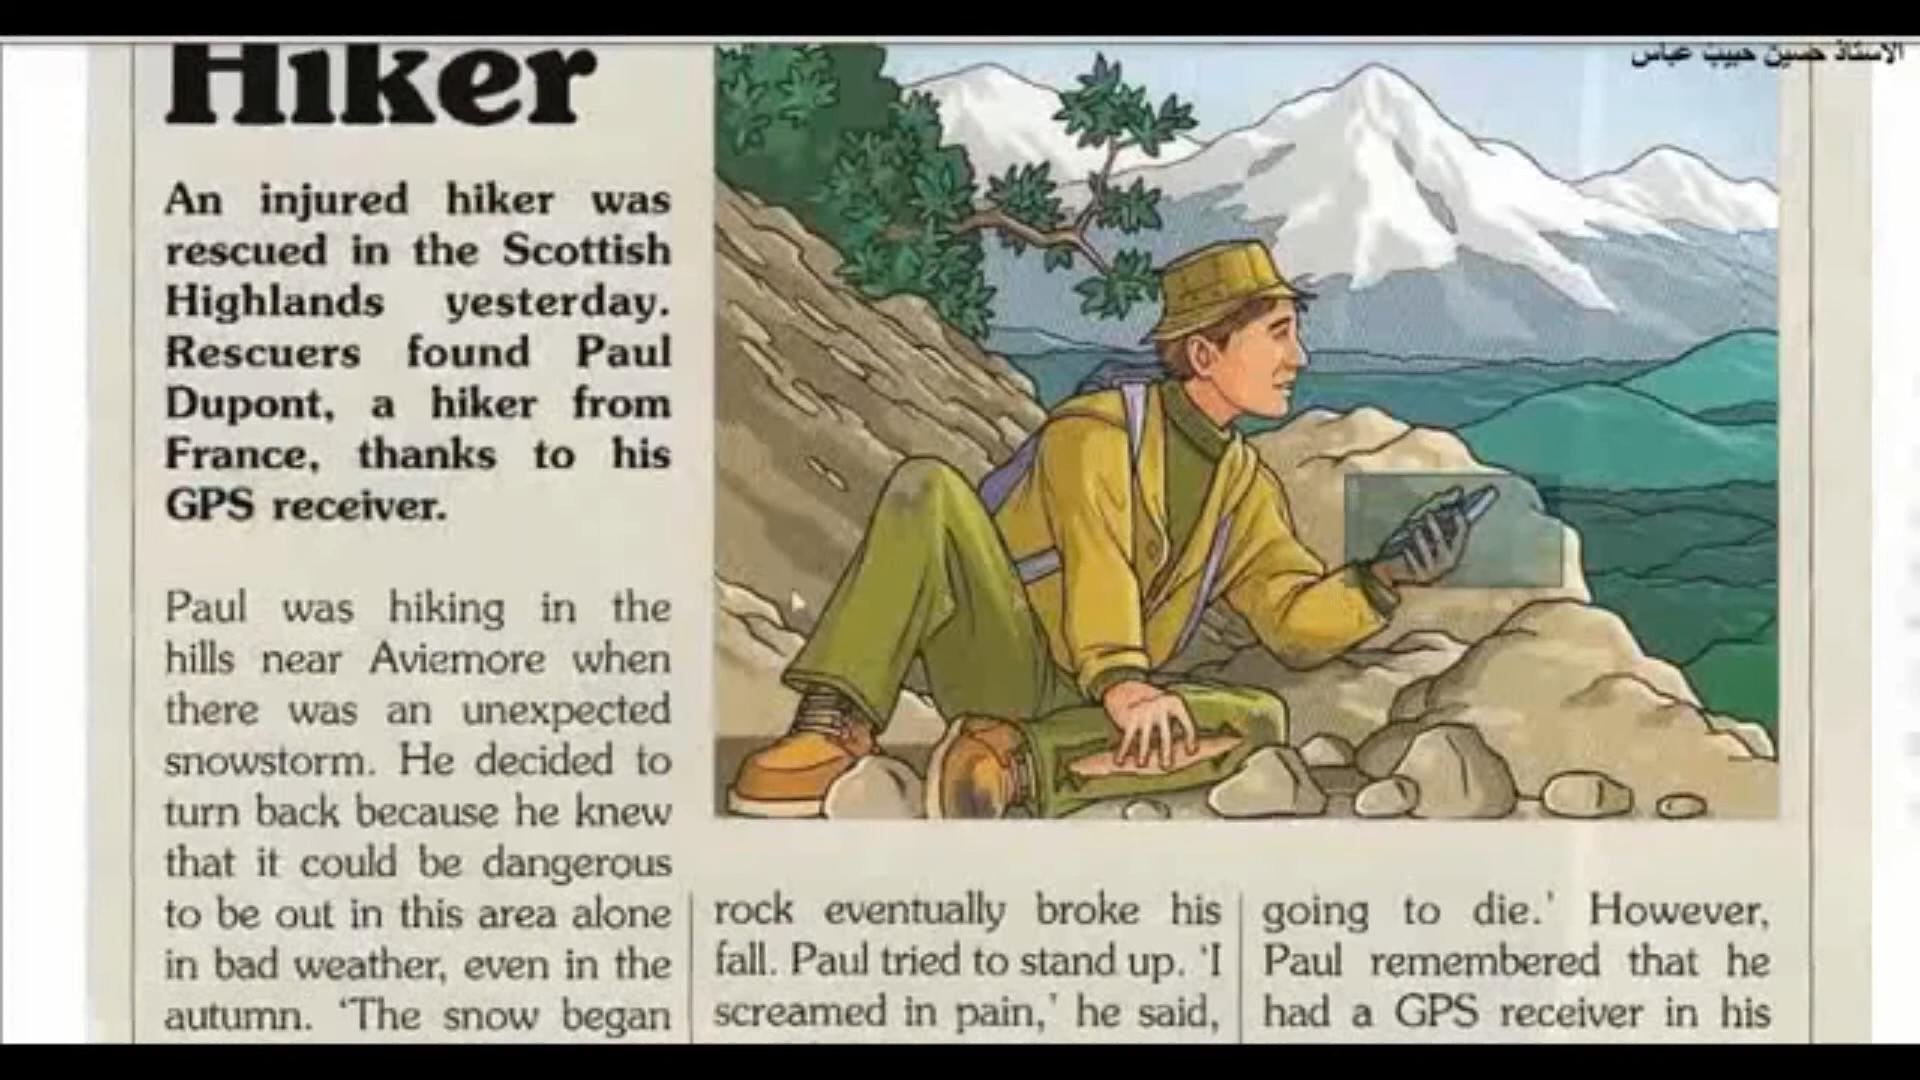 الاستاذ حسين حبيب عباس
Hiker
An injured hiker was
rescued in the Scottish
Highlands yesterday.
Rescuers found Paul
Dupont, a hiker from
France, thanks to his
GPS receiver.
Paul was hiking in the
hills near Aviemore when
there was an unexpected
snowstorm. He decided to
turn back because he knew
that it could be dangerous
to be out in this area alone
in bad weather, even in the
autumn. ‘The snow began
rock eventually broke his
fall. Paul tried to stand up. ‘I
screamed in pain,’ he said,
going to die.’ However,
Paul remembered that he
had a GPS receiver in his